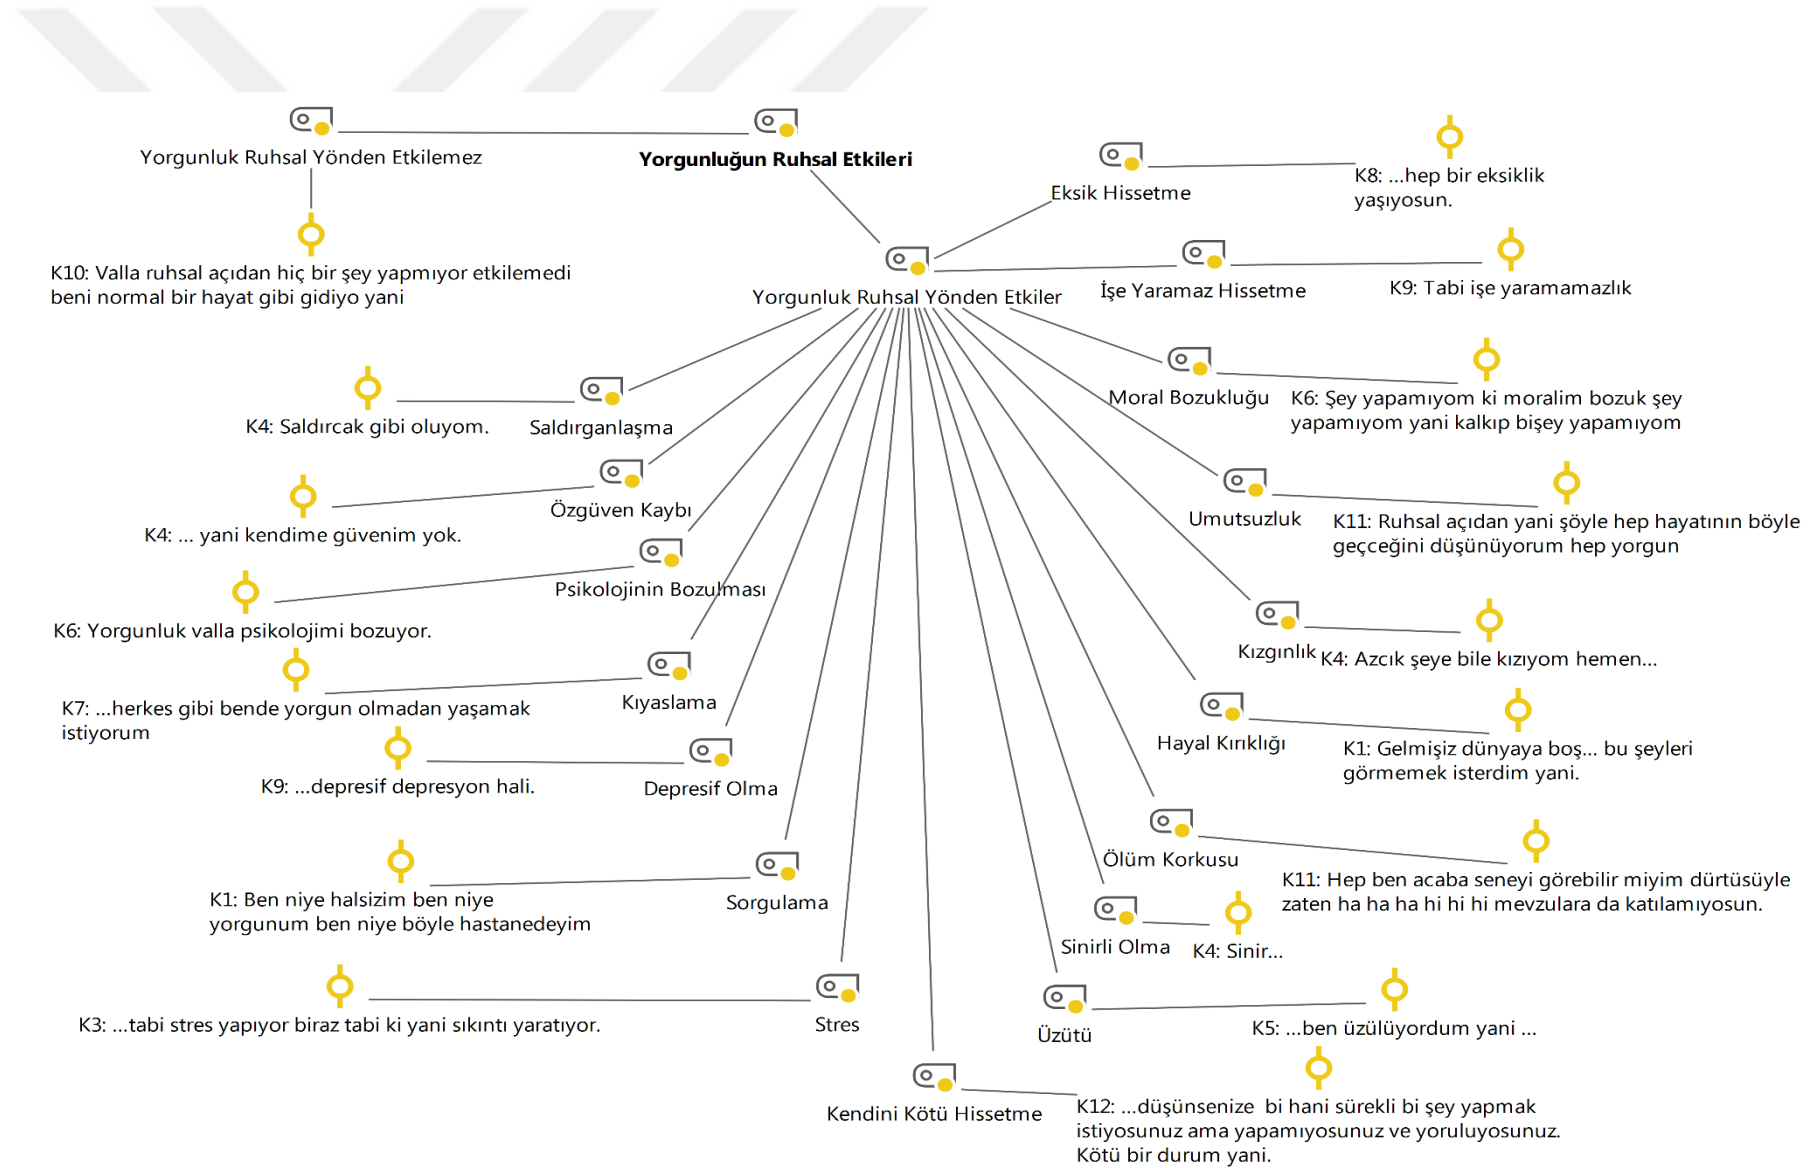 Yorgunluk Ruhsal Yönden Etkilemez
Yorgunluğun Ruhsal Etkileri
K10: Valla ruhsal açıdan hiç bir şey yapmıyor etkilemedi
beni normal bir hayat gibi gidiyo yani
Yorgunluk Ruhsal Yönden Etkiler
Eksik Hissetme
K8: ...hep bir eksiklik
yaşıyosun.
İşe Yaramaz Hissetme
K9: Tabi işe yaramamazlık
Moral Bozukluğu
K6: Şey yapamıyom ki moralim bozuk şey
yapamıyom yani kalkıp bişey yapamıyom
Umutsuzluk
K11: Ruhsal açıdan yani şöyle hep hayatının böyle
geçceğini düşünüyorum hep yorgun
Kızgınlık
K4: Azcık şeye bile kızıyom hemen...
Hayal Kırıklığı
K1: Gelmişiz dünyaya boş... bu şeyleri
görmemek isterdim yani.
Ölüm Korkusu
K11: Hep ben acaba seneyi görebilir miyim dürtüsüyle
zaten ha ha ha hi hi hi mevzulara da katılamıyosun.
Sinirli Olma
K4: Sinir...
Üzütü
K5: ...ben üzülüyordum yani ...
Kendini Kötü Hissetme
K12: ...düşünsenize bi hani sürekli bi şey yapmak
istiyosunuz ama yapamıyosunuz ve yoruluyosunuz.
Kötü bir durum yani.
K4: Saldırcak gibi oluyom.
Saldırganlaşma
K4: ... yani kendime güvenim yok.
Özgüven Kaybı
K6: Yorgunluk valla psikolojimi bozuyor.
Psikolojinin Bozulması
K7: ...herkes gibi bende yorgun olmadan yaşamak
istiyorum
Kıyaslama
K9: ...depresif depresyon hali.
Depresif Olma
K1: Ben niye halsizim ben niye
yorgunum ben niye böyle hastanedeyim
Sorgulama
K3: ...tabi stres yapıyor biraz tabi ki yani sıkıntı yaratıyor.
Stres